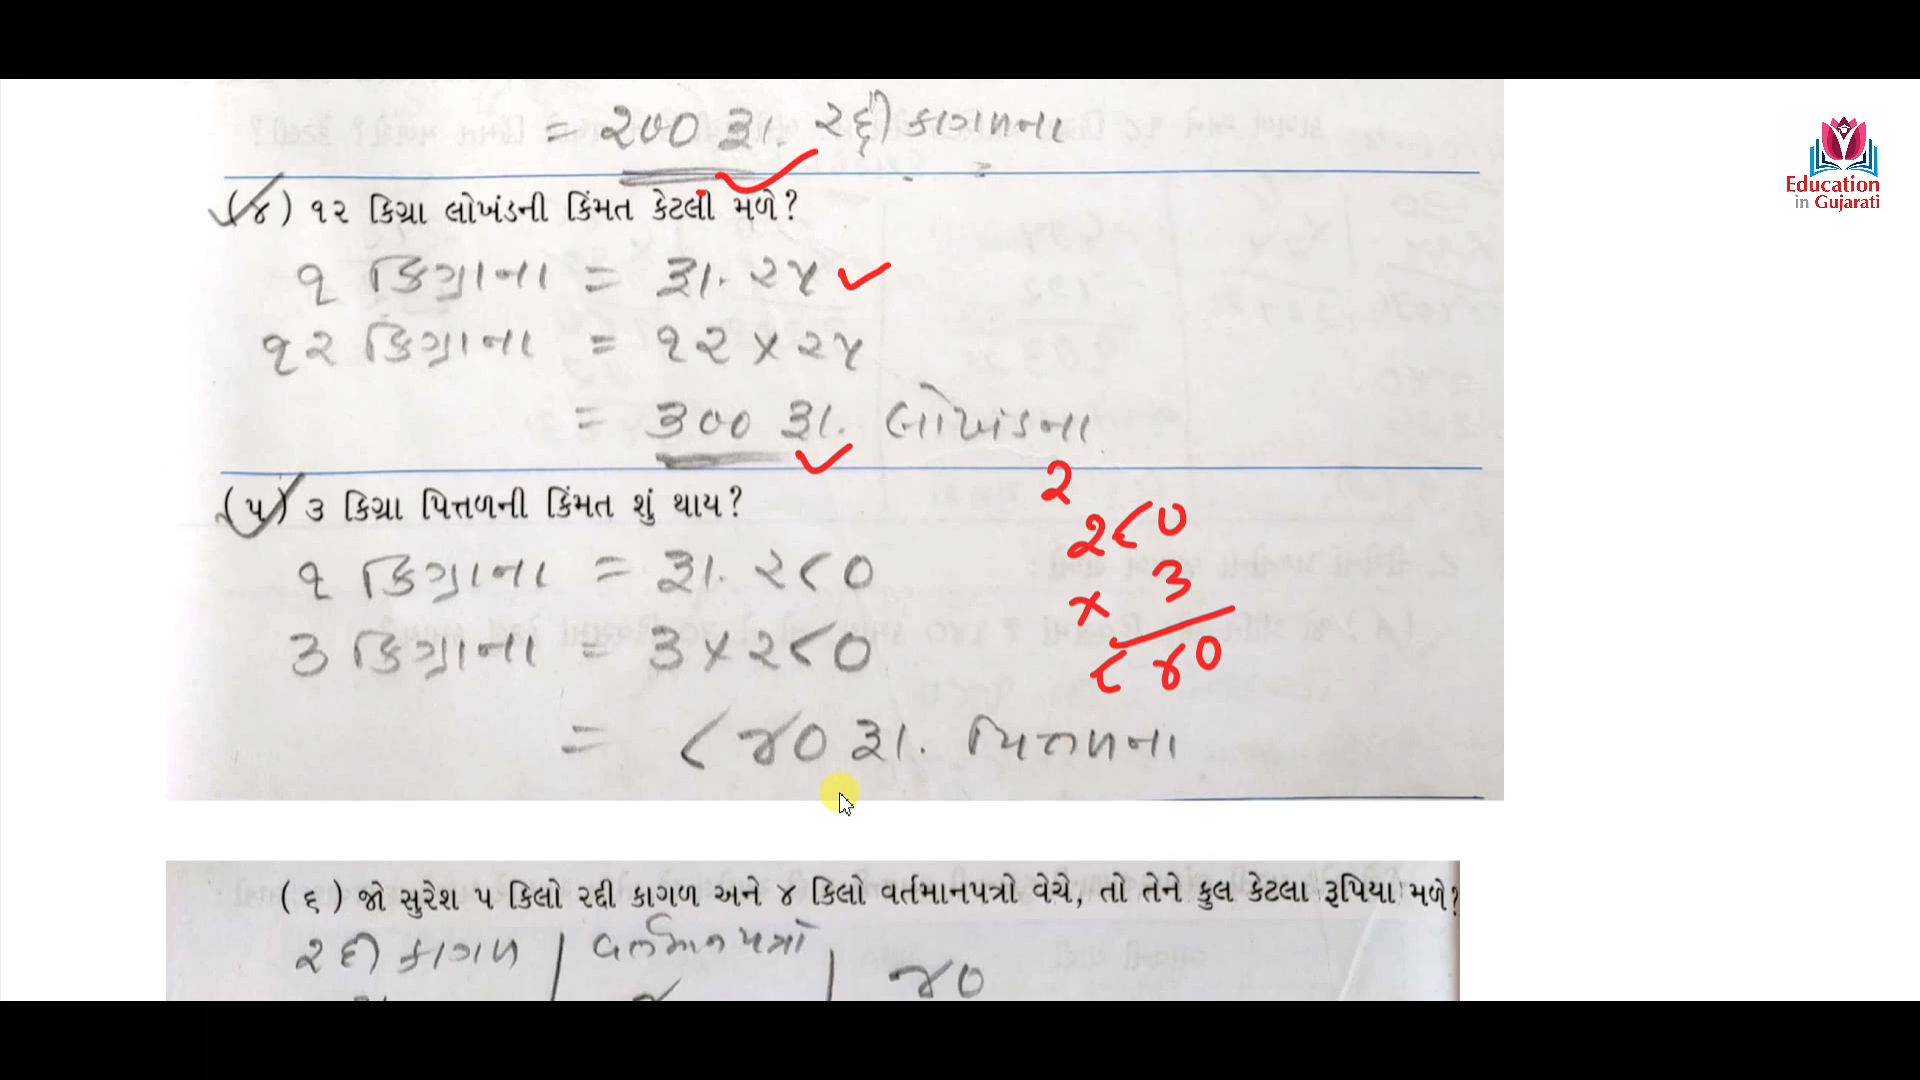 = ૨૦૦ રૂા. રદ્દી કાગળના
(૪) ૧૨ કિગ્રા લોખંડની કિંમત કેટલી મળે?
૧ કિગ્રાના = રૂા. ૨૫
૧૨ કિગ્રાના = ૧૨ x ૨૫
= ૩૦૦ રૂા. લોખંડના
(૫) ૩ કિગ્રા પિત્તળની કિંમત શું થાય?
૧ કિગ્રાના = રૂા. ૨૮૦
૩ કિગ્રાના = ૩ x ૨૮૦
= ૮૪૦ રૂા. પિત્તળના
૨
૨૮૦
x ૩
૮૪૦
(૬) જો સુરેશ ૫ કિલો રદ્દી કાગળ અને ૪ કિલો વર્તમાનપત્રો વેચે, તો તેને કુલ કેટલા રૂપિયા મળે?
રદ્દી કાગળ | વર્તમાનપત્રો | ૪૦
Education
in Gujarati